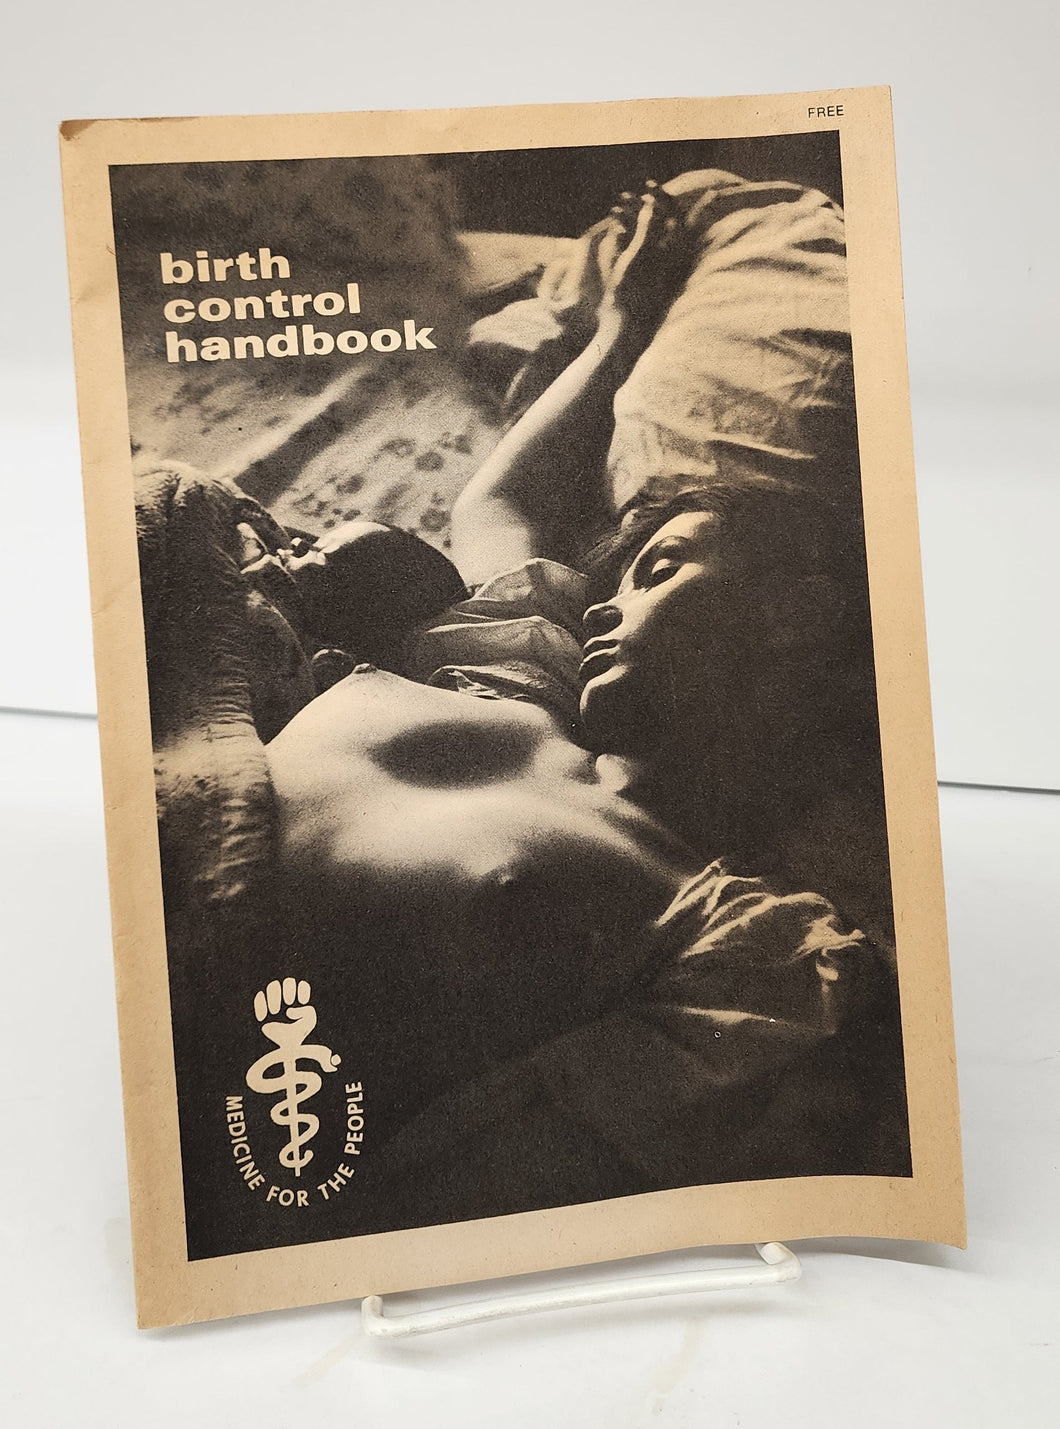 FREE
birth
control
handbook
MEDICINE FOR THE PEOPLE